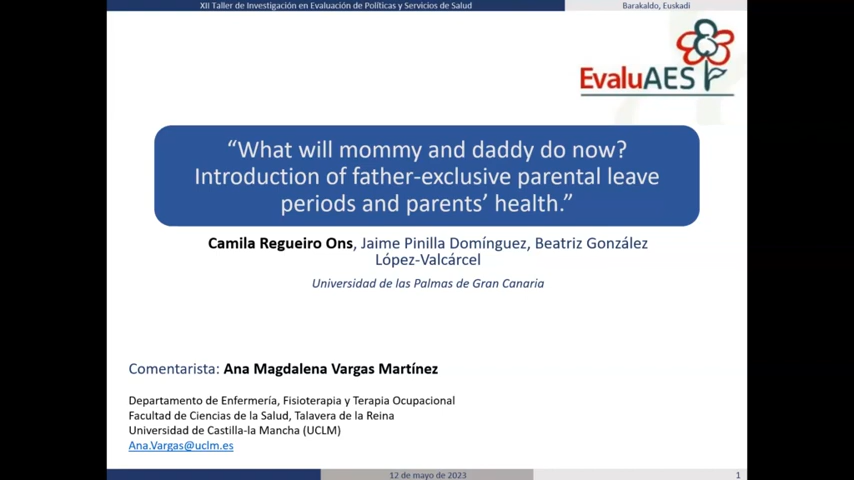 XII Taller de Investigación en Evaluación de Políticas y Servicios de Salud
Barakaldo, Euskadi
EvaluAES
“What will mommy and daddy do now?
Introduction of father-exclusive parental leave
periods and parents’ health.”
Camila Regueiro Ons, Jaime Pinilla Domínguez, Beatriz González
López-Valcárcel
Universidad de las Palmas de Gran Canaria
Comentarista: Ana Magdalena Vargas Martínez
Departamento de Enfermería, Fisioterapia y Terapia Ocupacional
Facultad de Ciencias de la Salud, Talavera de la Reina
Universidad de Castilla-la Mancha (UCLM)
Ana.Vargas@uclm.es
12 de mayo de 2023
1